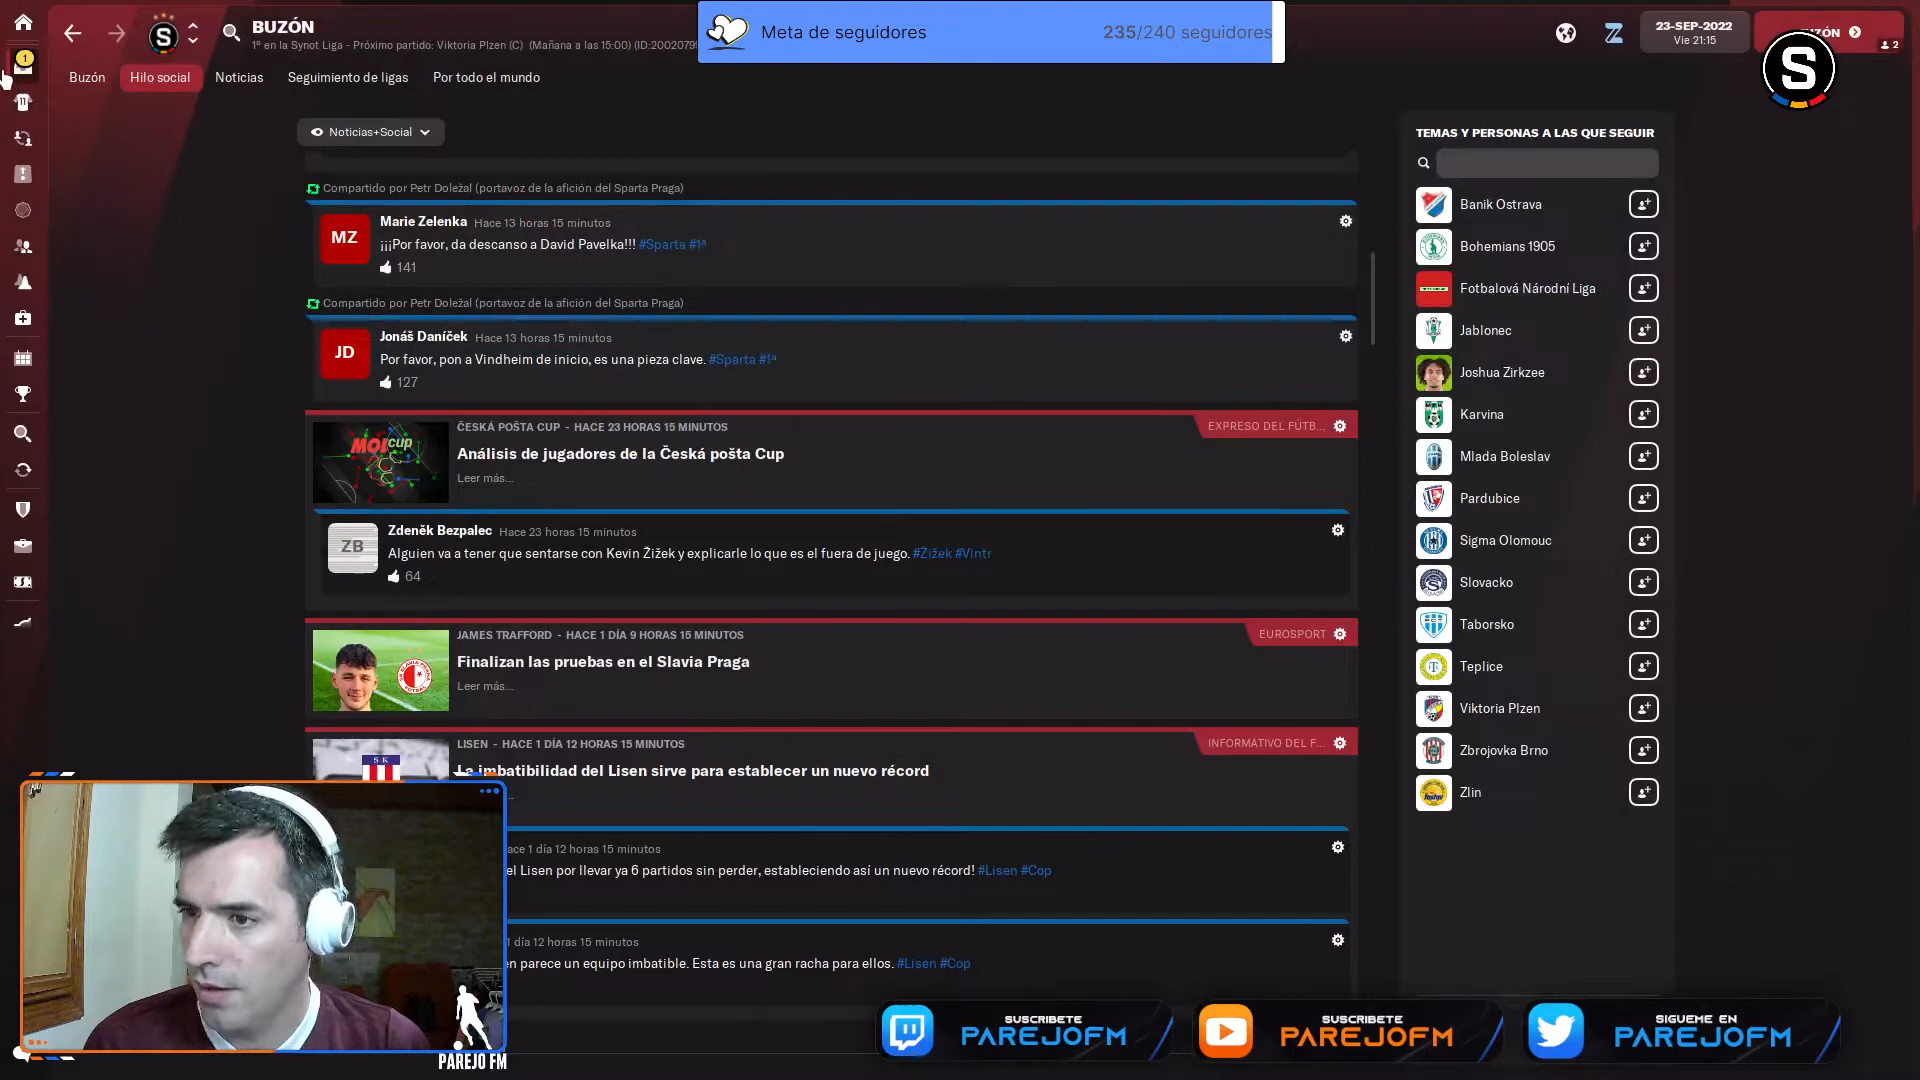 BUZÓN
1º en la Synot Liga - Próximo partido: Viktoria Plzen (C) (Mañana a las 15:00) (ID:2002079
Meta de seguidores
235/240 seguidores
23-SEP-2022
Vie 21:15
ZÓN
2
1
Buzón
Hilo social
Noticias
Seguimiento de ligas
Por todo el mundo
Noticias+Social
Compartido por Petr Doležal (portavoz de la afición del Sparta Praga)
MZ
Marie Zelenka Hace 13 horas 15 minutos
¡¡¡Por favor, da descanso a David Pavelka!!! #Sparta #1ª
141
Compartido por Petr Doležal (portavoz de la afición del Sparta Praga)
JD
Jonáš Daníček Hace 13 horas 15 minutos
Por favor, pon a Vindheim de inicio, es una pieza clave. #Sparta #1ª
127
MOL cup
ČESKÁ POŠTA CUP - HACE 23 HORAS 15 MINUTOS
EXPRESO DEL FÚTB...
Análisis de jugadores de la Česká pošta Cup
Leer más...
ZB
Zdeněk Bezpalec Hace 23 horas 15 minutos
Alguien va a tener que sentarse con Kevin Žižek y explicarle lo que es el fuera de juego. #Žižek #Vintr
64
JAMES TRAFFORD - HACE 1 DÍA 9 HORAS 15 MINUTOS
EUROSPORT
Finalizan las pruebas en el Slavia Praga
Leer más...
SK
LISEN - HACE 1 DÍA 12 HORAS 15 MINUTOS
INFORMATIVO DEL F...
La imbatibilidad del Lisen sirve para establecer un nuevo récord
ace 1 día 12 horas 15 minutos
el Lisen por llevar ya 6 partidos sin perder, estableciendo así un nuevo récord! #Lisen #Cop
1 día 12 horas 15 minutos
en parece un equipo imbatible. Esta es una gran racha para ellos. #Lisen #Cop
TEMAS Y PERSONAS A LAS QUE SEGUIR
Banik Ostrava
Bohemians 1905
Fotbalová Národní Liga
Jablonec
Joshua Zirkzee
Karvina
Mlada Boleslav
Pardubice
Sigma Olomouc
Slovacko
Taborsko
Teplice
Viktoria Plzen
Zbrojovka Brno
Zlin
PAREJO FM
SUSCRIBETE
PAREJOFM
SUSCRIBETE
PAREJOFM
SIGUEME EN
PAREJOFM